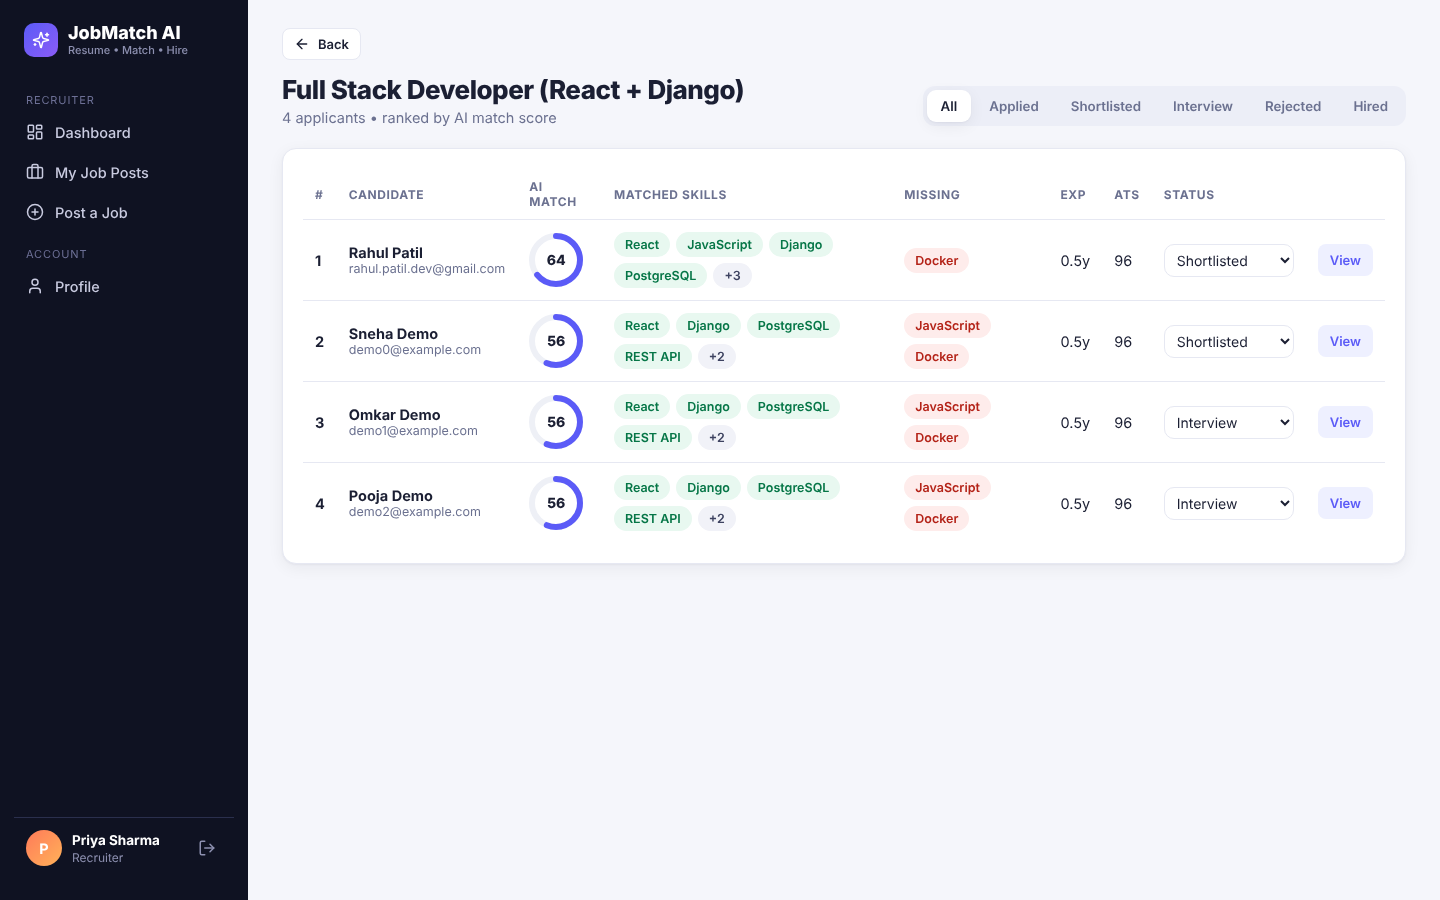 JobMatch AI
Resume • Match • Hire
RECRUITER
Dashboard
My Job Posts
Post a Job
ACCOUNT
Profile
P
Priya Sharma
Recruiter
Back
Full Stack Developer (React + Django)
4 applicants • ranked by AI match score
All Applied Shortlisted Interview Rejected Hired
# CANDIDATE AI MATCH MATCHED SKILLS MISSING EXP ATS STATUS
1 Rahul Patil
rahul.patil.dev@gmail.com
64
React JavaScript Django
PostgreSQL +3
Docker
0.5y 96 Shortlisted View
2 Sneha Demo
demo0@example.com
56
React Django PostgreSQL
REST API +2
JavaScript
Docker
0.5y 96 Shortlisted View
3 Omkar Demo
demo1@example.com
56
React Django PostgreSQL
REST API +2
JavaScript
Docker
0.5y 96 Interview View
4 Pooja Demo
demo2@example.com
56
React Django PostgreSQL
REST API +2
JavaScript
Docker
0.5y 96 Interview View